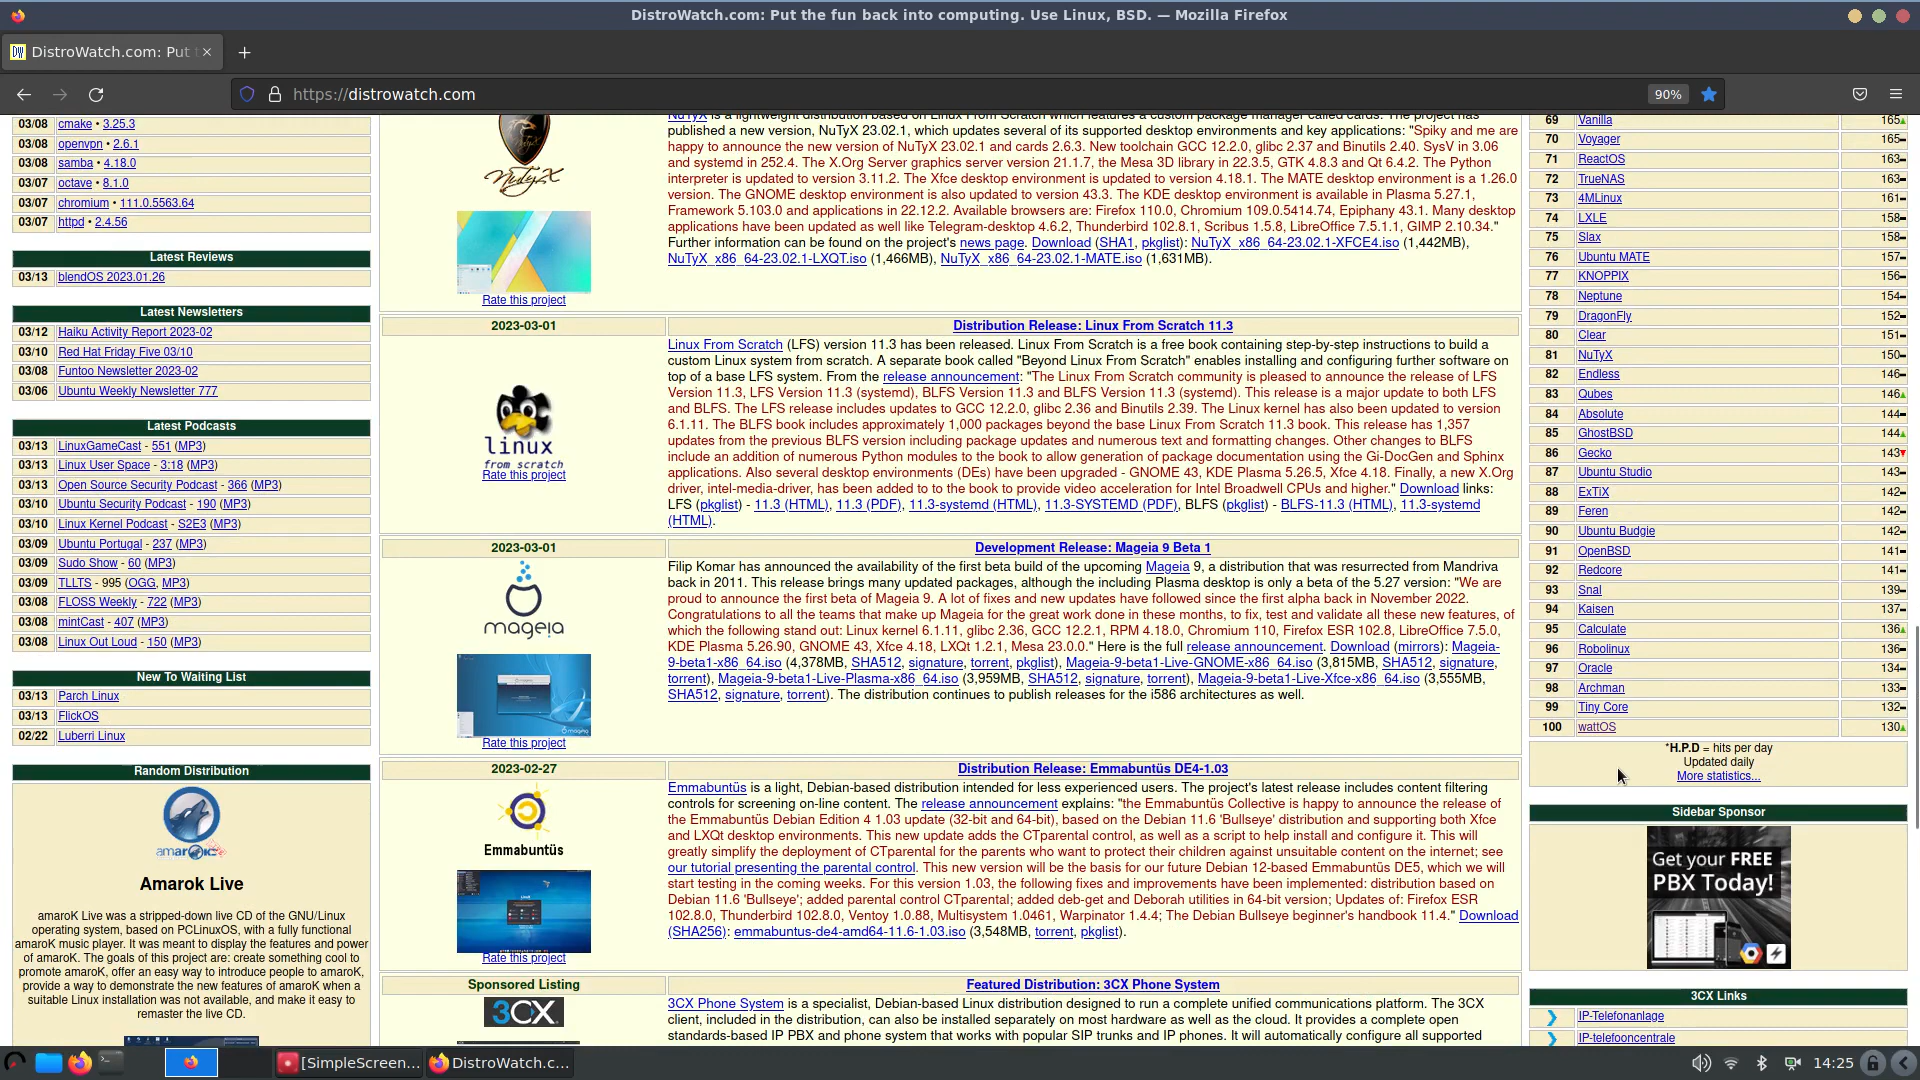 DistroWatch.com: Put the fun back into computing. Use Linux, BSD. — Mozilla Firefox
DistroWatch.com: Put t
https://distrowatch.com
90%
03/08 cmake • 3.25.3
03/08 openvpn • 2.6.1
03/08 samba • 4.18.0
03/07 octave • 8.1.0
03/07 chromium • 111.0.5563.64
03/07 httpd • 2.4.56
Latest Reviews
03/13 blendOS 2023.01.26
Latest Newsletters
03/12 Haiku Activity Report 2023-02
03/10 Red Hat Friday Five 03/10
03/08 Funtoo Newsletter 2023-02
03/06 Ubuntu Weekly Newsletter 777
Latest Podcasts
03/13 LinuxGameCast - 551 (MP3)
03/13 Linux User Space - 3:18 (MP3)
03/13 Open Source Security Podcast - 366 (MP3)
03/10 Ubuntu Security Podcast - 190 (MP3)
03/10 Linux Kernel Podcast - S2E3 (MP3)
03/09 Ubuntu Portugal - 237 (MP3)
03/09 Sudo Show - 60 (MP3)
03/09 TLLTS - 995 (OGG, MP3)
03/08 FLOSS Weekly - 722 (MP3)
03/08 mintCast - 407 (MP3)
03/08 Linux Out Loud - 150 (MP3)
New To Waiting List
03/13 Parch Linux
03/13 FlickOS
02/22 Luberri Linux
Random Distribution
amarok
Amarok Live
amaroK Live was a stripped-down live CD of the GNU/Linux
operating system, based on PCLinuxOS, with a fully functional
amaroK music player. It was meant to display the features and power
of amaroK. The goals of this project are: create something cool to
promote amaroK, offer an easy way to introduce people to amaroK,
provide a way to demonstrate the new features of amaroK when a
suitable Linux installation was not available, and make it easy to
remaster the live CD.
NuTyX
Rate this project
NuTyX is a lightweight distribution based on Linux From Scratch which features a custom package manager called cards. The project has
published a new version, NuTyX 23.02.1, which updates several of its supported desktop environments and key applications: "Spiky and me are
happy to announce the new version of NuTyX 23.02.1 and cards 2.6.3. New toolchain GCC 12.2.0, glibc 2.37 and Binutils 2.40. SysV in 3.06
and systemd in 252.4. The X.Org Server graphics server version 21.1.7, the Mesa 3D library in 22.3.5, GTK 4.8.3 and Qt 6.4.2. The Python
interpreter is updated to version 3.11.2. The Xfce desktop environment is updated to version 4.18.1. The MATE desktop environment is a 1.26.0
version. The GNOME desktop environment is also updated to version 43.3. The KDE desktop environment is available in Plasma 5.27.1,
Framework 5.103.0 and applications in 22.12.2. Available browsers are: Firefox 110.0, Chromium 109.0.5414.74, Epiphany 43.1. Many desktop
applications have been updated as well like Telegram-desktop 4.6.2, Thunderbird 102.8.1, Scribus 1.5.8, LibreOffice 7.5.1.1, GIMP 2.10.34."
Further information can be found on the project's news page. Download (SHA1, pkglist): NuTyX_x86_64-23.02.1-XFCE4.iso (1,442MB),
NuTyX_x86_64-23.02.1-LXQT.iso (1,466MB), NuTyX_x86_64-23.02.1-MATE.iso (1,631MB).
2023-03-01 Distribution Release: Linux From Scratch 11.3
linux
from scratch
Rate this project
Linux From Scratch (LFS) version 11.3 has been released. Linux From Scratch is a free book containing step-by-step instructions to build a
custom Linux system from scratch. A separate book called "Beyond Linux From Scratch" enables installing and configuring further software on
top of a base LFS system. From the release announcement: "The Linux From Scratch community is pleased to announce the release of LFS
Version 11.3, LFS Version 11.3 (systemd), BLFS Version 11.3 and BLFS Version 11.3 (systemd). This release is a major update to both LFS
and BLFS. The LFS release includes updates to GCC 12.2.0, glibc 2.36 and Binutils 2.39. The Linux kernel has also been updated to version
6.1.11. The BLFS book includes approximately 1,000 packages beyond the base Linux From Scratch 11.3 book. This release has 1,357
updates from the previous BLFS version including package updates and numerous text and formatting changes. Other changes to BLFS
include an addition of numerous Python modules to the book to allow generation of package documentation using the Gi-DocGen and Sphinx
applications. Also several desktop environments (DEs) have been upgraded - GNOME 43, KDE Plasma 5.26.5, Xfce 4.18. Finally, a new X.Org
driver, intel-media-driver, has been added to to the book to provide video acceleration for Intel Broadwell CPUs and higher." Download links:
LFS (pkglist) - 11.3 (HTML), 11.3 (PDF), 11.3-systemd (HTML), 11.3-SYSTEMD (PDF), BLFS (pkglist) - BLFS-11.3 (HTML), 11.3-systemd
(HTML).
2023-03-01 Development Release: Mageia 9 Beta 1
mageia
Rate this project
Filip Komar has announced the availability of the first beta build of the upcoming Mageia 9, a distribution that was resurrected from Mandriva
back in 2011. This release brings many updated packages, although the including Plasma desktop is only a beta of the 5.27 version: "We are
proud to announce the first beta of Mageia 9. A lot of fixes and new updates have followed since the first alpha back in November 2022.
Congratulations to all the teams that make up Mageia for the great work done in these months, to fix, test and validate all these new features, of
which the following stand out: Linux kernel 6.1.11, glibc 2.36, GCC 12.2.1, RPM 4.18.0, Chromium 110, Firefox ESR 102.8, LibreOffice 7.5.0,
KDE Plasma 5.26.90, GNOME 43, Xfce 4.18, LXQt 1.2.1, Mesa 23.0.0." Here is the full release announcement. Download (mirrors): Mageia-
9-beta1-x86_64.iso (4,378MB, SHA512, signature, torrent, pkglist), Mageia-9-beta1-Live-GNOME-x86_64.iso (3,815MB, SHA512, signature,
torrent), Mageia-9-beta1-Live-Plasma-x86_64.iso (3,959MB, SHA512, signature, torrent), Mageia-9-beta1-Live-Xfce-x86_64.iso (3,555MB,
SHA512, signature, torrent). The distribution continues to publish releases for the i586 architectures as well.
2023-02-27 Distribution Release: Emmabuntüs DE4-1.03
Emmabuntüs
Rate this project
Emmabuntüs is a light, Debian-based distribution intended for less experienced users. The project's latest release includes content filtering
controls for screening on-line content. The release announcement explains: "the Emmabuntüs Collective is happy to announce the release of
the Emmabuntüs Debian Edition 4 1.03 update (32-bit and 64-bit), based on the Debian 11.6 'Bullseye' distribution and supporting both Xfce
and LXQt desktop environments. This new update adds the CTparental control, as well as a script to help install and configure it. This will
greatly simplify the deployment of CTparental for the parents who want to protect their children against unsuitable content on the internet; see
our tutorial presenting the parental control. This new version will be the basis for our future Debian 12-based Emmabuntüs DE5, which we will
start testing in the coming weeks. For this version 1.03, the following fixes and improvements have been implemented: distribution based on
Debian 11.6 'Bullseye'; added parental control CTparental; added deb-get and Deborah utilities in 64-bit version; Updates of: Firefox ESR
102.8.0, Thunderbird 102.8.0, Ventoy 1.0.88, Multisystem 1.0461, Warpinator 1.4.4; The Debian Bullseye beginner's handbook 11.4." Download
(SHA256): emmabuntus-de4-amd64-11.6-1.03.iso (3,548MB, torrent, pkglist).
Sponsored Listing Featured Distribution: 3CX Phone System
3CX
3CX Phone System is a specialist, Debian-based Linux distribution designed to run a complete unified communications platform. The 3CX
client, included in the distribution, can also be installed separately on most hardware as well as the cloud. It provides a complete open
standards-based IP PBX and phone system that works with popular SIP trunks and IP phones. It will automatically configure all supported
69 Vanilla 165
70 Voyager 165
71 ReactOS 163
72 TrueNAS 163
73 4MLinux 161
74 LXLE 158
75 Slax 158
76 Ubuntu MATE 157
77 KNOPPIX 156
78 Neptune 154
79 DragonFly 152
80 Clear 151
81 NuTyX 150
82 Endless 146
83 Qubes 146
84 Absolute 144
85 GhostBSD 144
86 Gecko 143
87 Ubuntu Studio 143
88 ExTiX 142
89 Feren 142
90 Ubuntu Budgie 142
91 OpenBSD 141
92 Redcore 141
93 Snal 139
94 Kaisen 137
95 Calculate 136
96 Robolinux 136
97 Oracle 134
98 Archman 133
99 Tiny Core 132
100 wattOS 130
*H.P.D = hits per day
Updated daily
More statistics...
Sidebar Sponsor
Get your FREE
PBX Today!
3CX Links
IP-Telefonanlage
IP-telefooncentrale
[SimpleScreen...
DistroWatch.c...
14:25